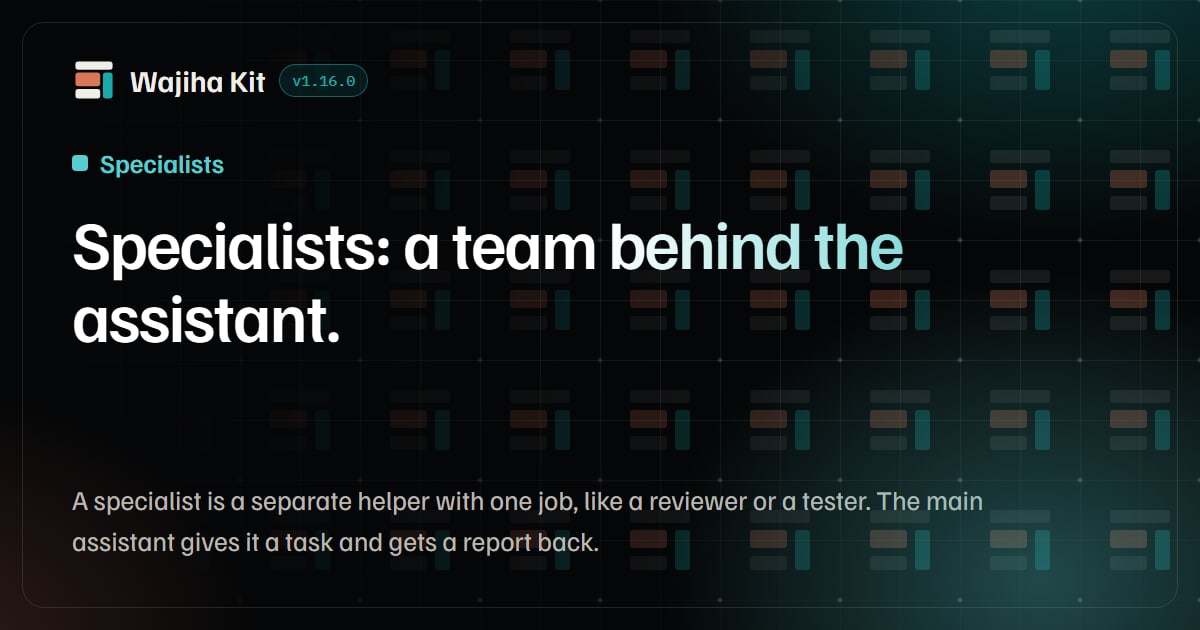 Wajiha Kit v1.16.0
Specialists
Specialists: a team behind the
assistant.
A specialist is a separate helper with one job, like a reviewer or a tester. The main
assistant gives it a task and gets a report back.